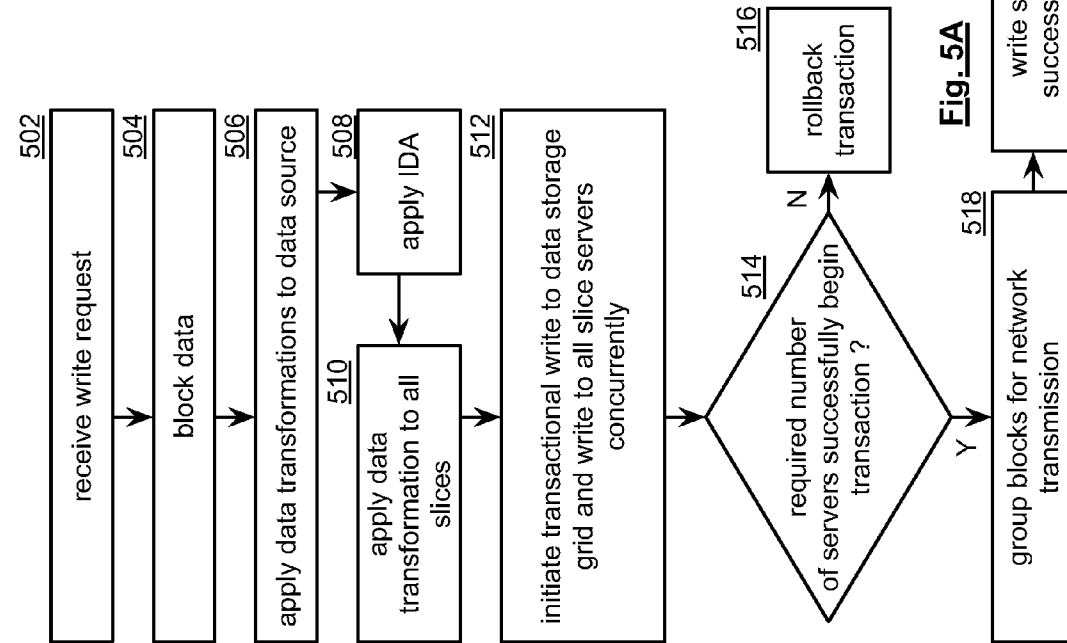 502
receive write request
504
block data
506
apply data transformations to data source
508
apply IDA
510
apply data
transformation to all
slices
512
initiate transactional write to data storage
grid and write to all slice servers
concurrently
514
required number
of servers successfully begin
transaction ?
N
516
rollback
transaction
Y
518
group blocks for network
transmission
write s
success
Fig. 5A